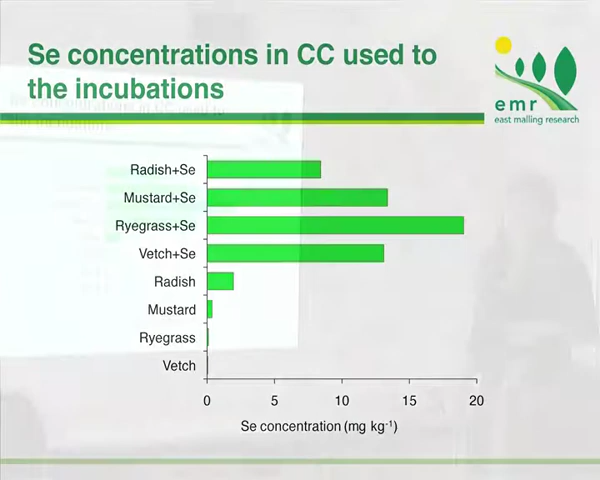 Se concentrations in CC used to
the incubations
emr
east malling research
Radish+Se
Mustard+Se
Ryegrass+Se
Vetch+Se
Radish
Mustard
Ryegrass
Vetch
0 5 10 15 20
Se concentration (mg kg⁻¹)